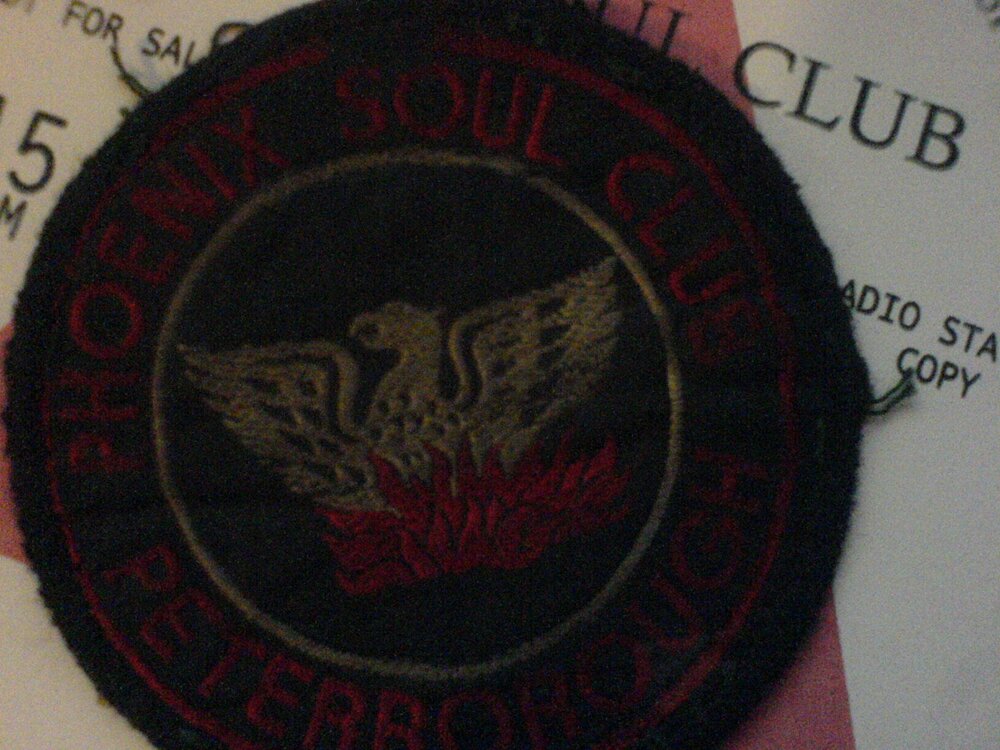 FOR SAL
CLUB
15
M
PHOENIX SOUL CLUB
PETERBOROUGH
ADIO STA
COPY